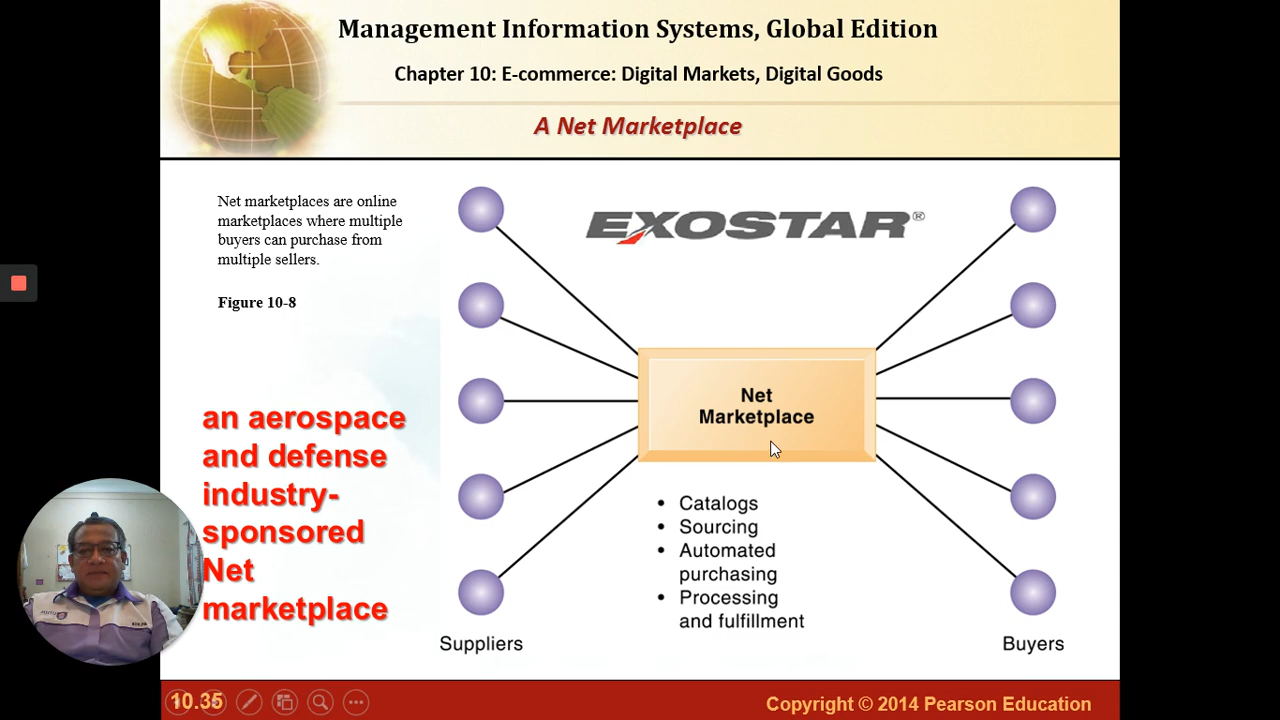 Management Information Systems, Global Edition
Chapter 10: E-commerce: Digital Markets, Digital Goods
A Net Marketplace
Net marketplaces are online
marketplaces where multiple
buyers can purchase from
multiple sellers.
Figure 10-8
EXOSTAR®
an aerospace
and defense
industry-
sponsored
Net
marketplace
Net
Marketplace
• Catalogs
• Sourcing
• Automated
purchasing
• Processing
and fulfillment
Suppliers
Buyers
10.35
Copyright © 2014 Pearson Education